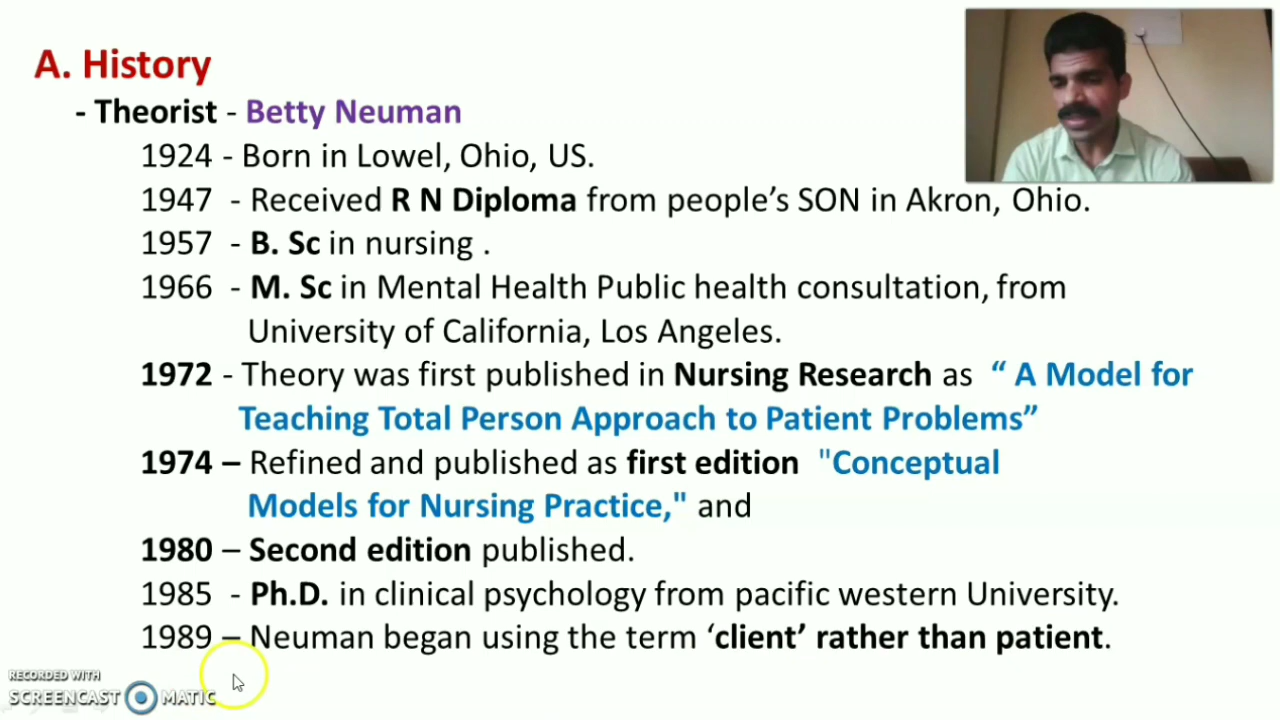 A. History
- Theorist - Betty Neuman
1924 - Born in Lowel, Ohio, US.
1947 - Received R N Diploma from people’s SON in Akron, Ohio.
1957 - B. Sc in nursing .
1966 - M. Sc in Mental Health Public health consultation, from
University of California, Los Angeles.
1972 - Theory was first published in Nursing Research as “ A Model for
Teaching Total Person Approach to Patient Problems”
1974 – Refined and published as first edition "Conceptual
Models for Nursing Practice," and
1980 – Second edition published.
1985 - Ph.D. in clinical psychology from pacific western University.
1989 – Neuman began using the term ‘client’ rather than patient.
RECORDED WITH
SCREENCAST MATIC